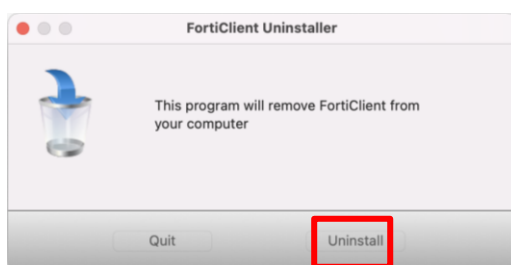 FortiClient Uninstaller
This program will remove FortiClient from
your computer
Quit
Uninstall